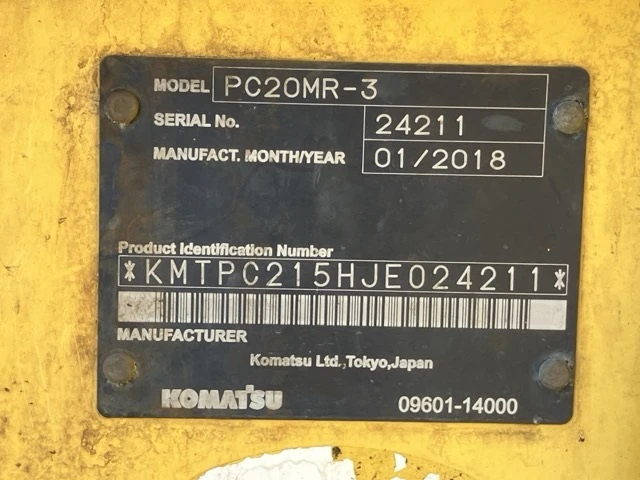 MODEL PC20MR-3
SERIAL No. 24211
MANUFACT. MONTH/YEAR 01/2018
Product Identification Number
*KMTPC215HJE024211*
MANUFACTURER
Komatsu Ltd.,Tokyo,Japan
KOMATSU 09601-14000